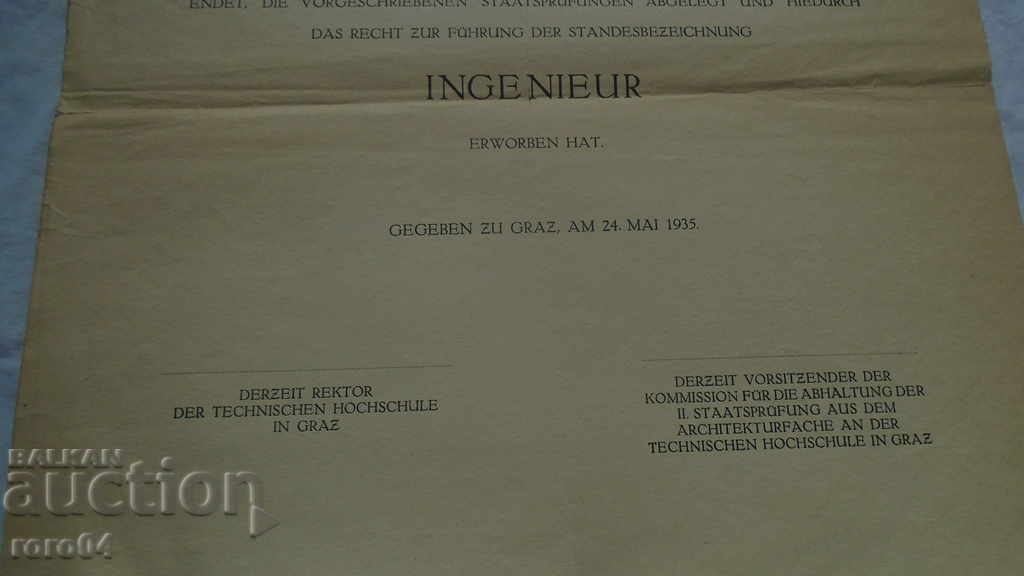 ENDET, DIE VORGESCHRIEBENEN STAATSPRÜFUNGEN ABGELEGT UND HIEDURCH
DAS RECHT ZUR FÜHRUNG DER STANDESBEZEICHNUNG
INGENIEUR
ERWORBEN HAT.
GEGEBEN ZU GRAZ, AM 24. MAI 1935.
DERZEIT REKTOR
DER TECHNISCHEN HOCHSCHULE
IN GRAZ
DERZEIT VORSITZENDER DER
KOMMISSION FÜR DIE ABHALTUNG DER
II. STAATSPRÜFUNG AUS DEM
ARCHITEKTURFACHE AN DER
TECHNISCHEN HOCHSCHULE IN GRAZ
BALKAN
auction
roro04